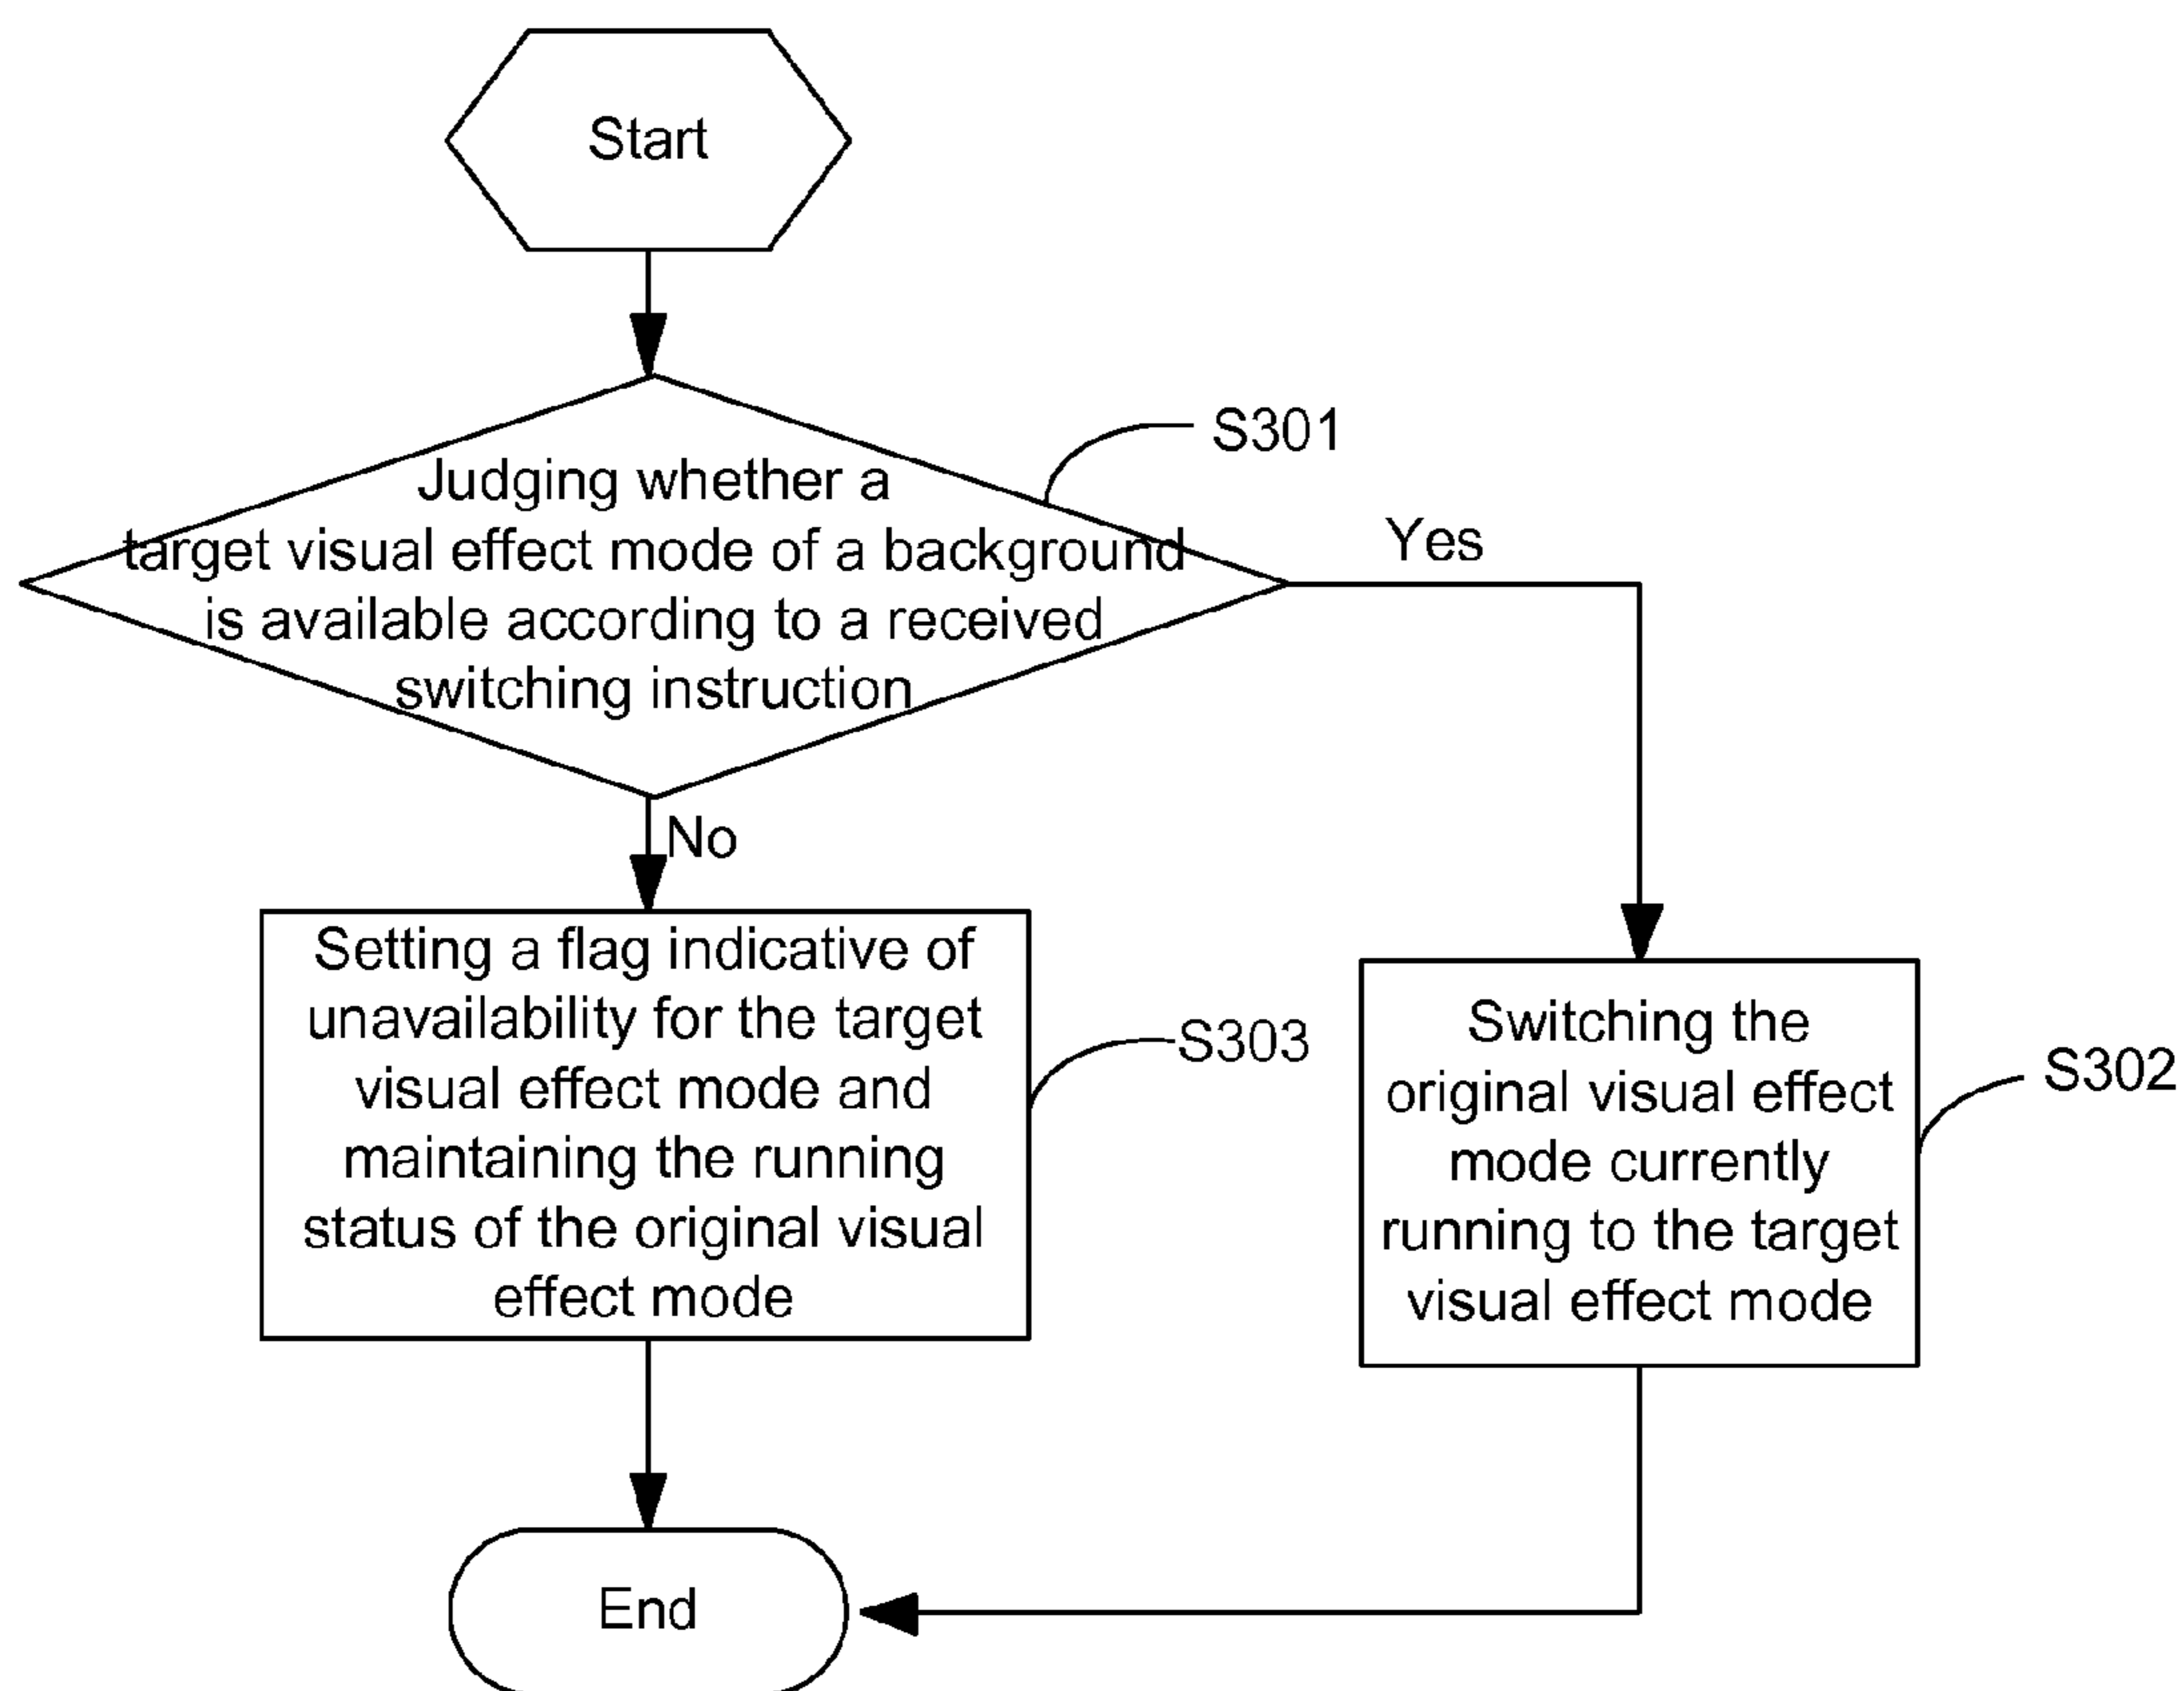 Start
S301
Judging whether a
target visual effect mode of a background
is available according to a received
switching instruction
Yes
No
Setting a flag indicative of
unavailability for the target
visual effect mode and
maintaining the running
status of the original visual
effect mode
S303
Switching the
original visual effect
mode currently
running to the target
visual effect mode
S302
End